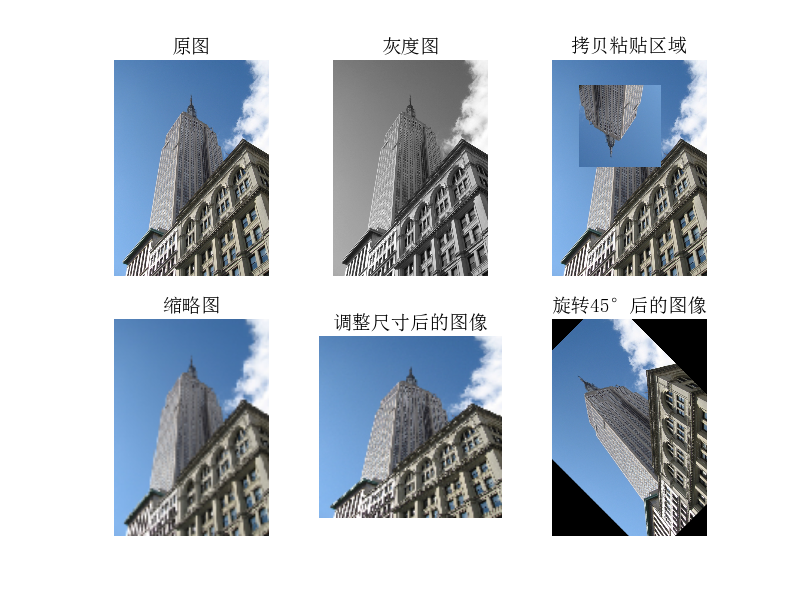 原图
灰度图
拷贝粘贴区域
缩略图
调整尺寸后的图像
旋转45°后的图像